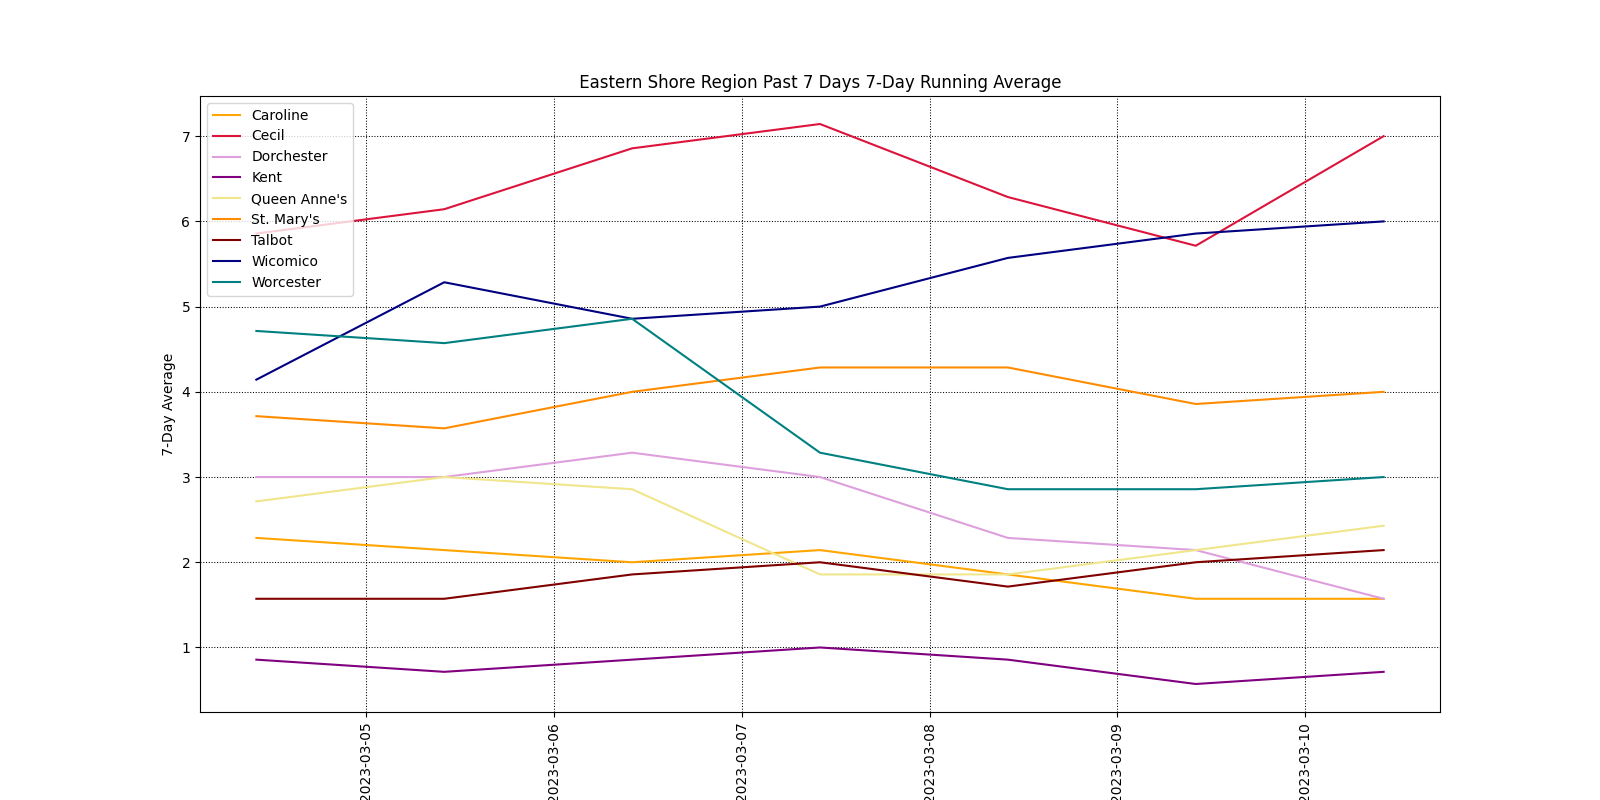 Eastern Shore Region Past 7 Days 7-Day Running Average
Caroline
Cecil
Dorchester
Kent
Queen Anne's
St. Mary's
Talbot
Wicomico
Worcester
7
6
5
4
3
2
1
7-Day Average
2023-03-05
2023-03-06
2023-03-07
2023-03-08
2023-03-09
2023-03-10